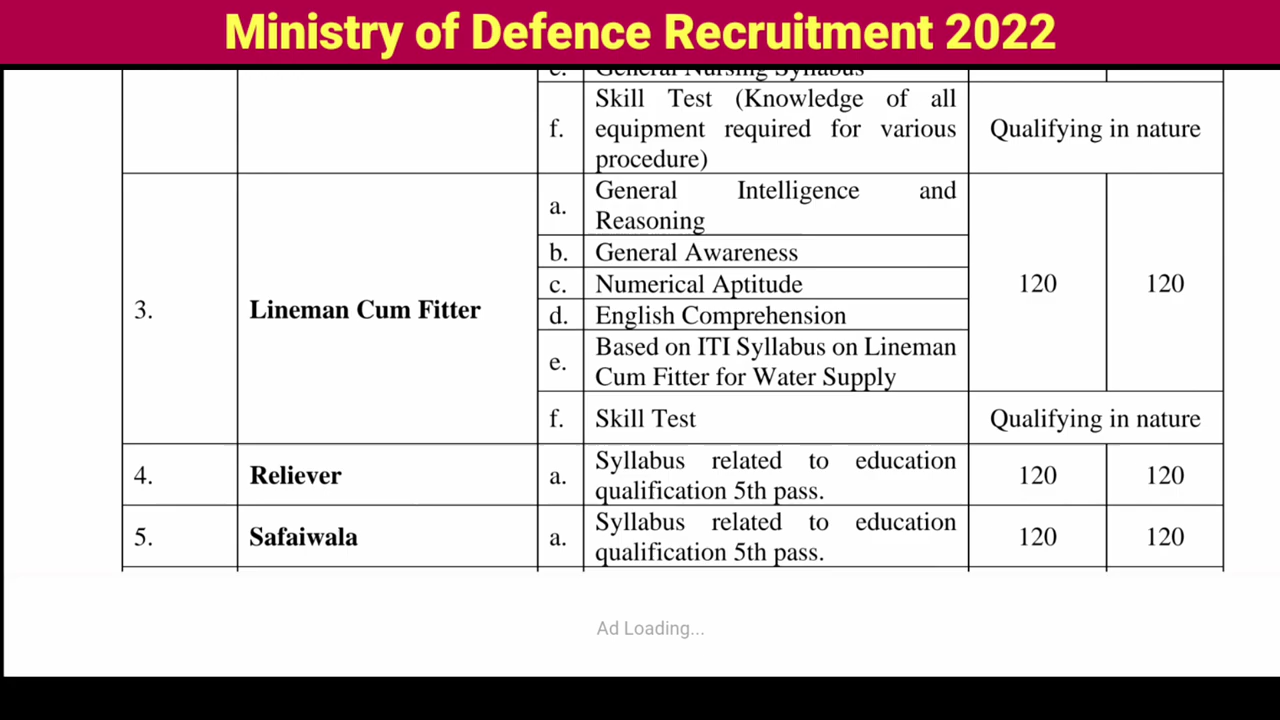 Ministry of Defence Recruitment 2022
e. General Nursing Syllabus
f. Skill Test (Knowledge of all
equipment required for various
procedure)
Qualifying in nature
3. Lineman Cum Fitter
a. General Intelligence and
Reasoning
b. General Awareness
c. Numerical Aptitude
d. English Comprehension
e. Based on ITI Syllabus on Lineman
Cum Fitter for Water Supply
120 120
f. Skill Test Qualifying in nature
4. Reliever a. Syllabus related to education
qualification 5th pass.
120 120
5. Safaiwala a. Syllabus related to education
qualification 5th pass.
120 120
Ad Loading...